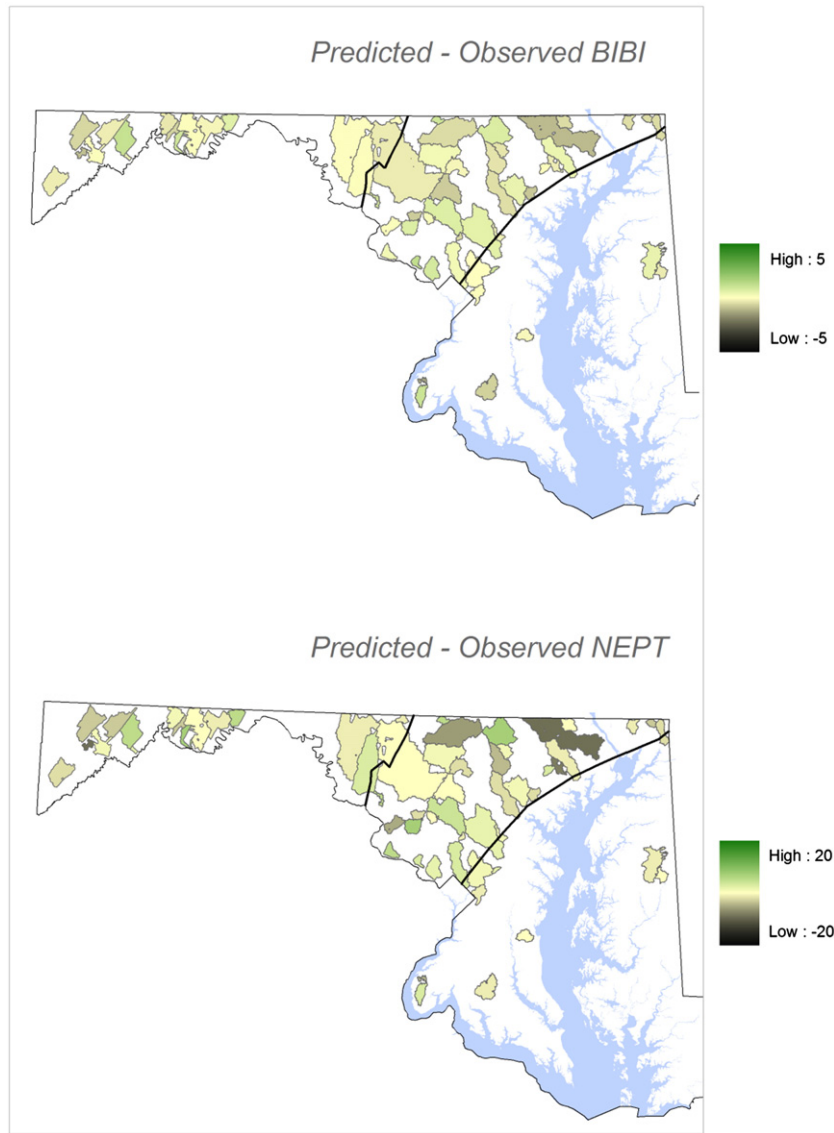 Predicted - Observed BIBI
High : 5
Low : -5
Predicted - Observed NEPT
High : 20
Low : -20